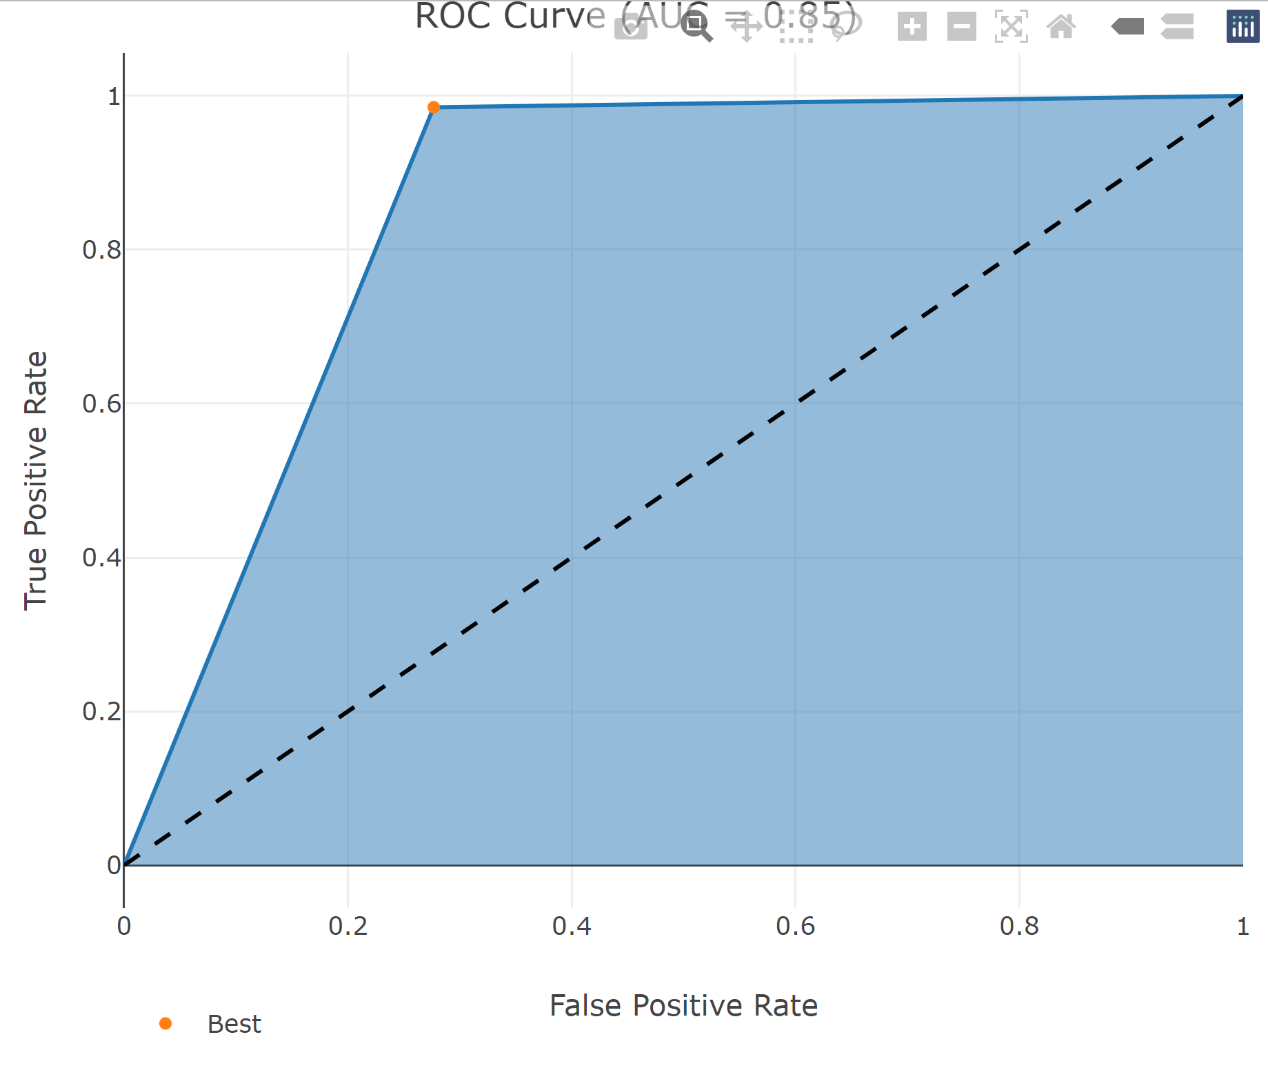 ROC Curve (AUC = 0.85)
1
0.8
0.6
0.4
0.2
0
True Positive Rate
0 0.2 0.4 0.6 0.8 1
False Positive Rate
Best